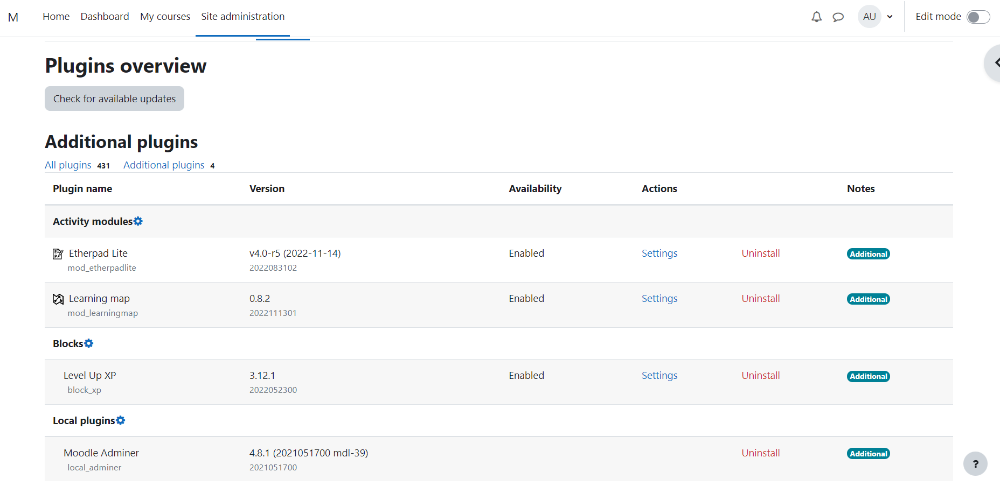 M Home Dashboard My courses Site administration AU Edit mode
Plugins overview
Check for available updates
Additional plugins
All plugins 431 Additional plugins 4
Plugin name Version Availability Actions Notes
Activity modules
Etherpad Lite v4.0-r5 (2022-11-14) Enabled Settings Uninstall Additional
mod_etherpadlite 2022083102
Learning map 0.8.2 Enabled Settings Uninstall Additional
mod_learningmap 2022111301
Blocks
Level Up XP 3.12.1 Enabled Settings Uninstall Additional
block_xp 2022052300
Local plugins
Moodle Adminer 4.8.1 (2021051700 mdl-39) Uninstall Additional
local_adminer 2021051700
?